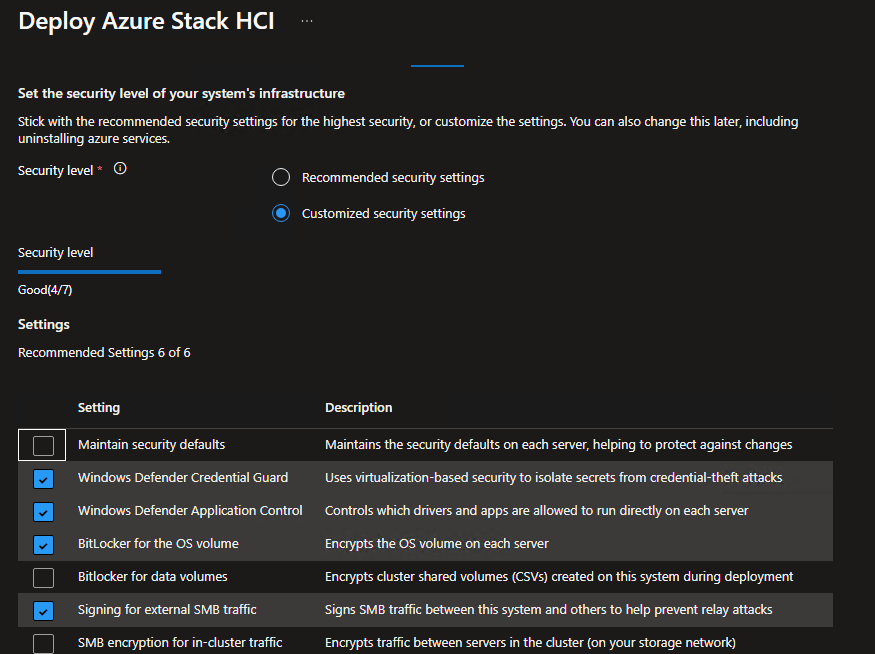 Deploy Azure Stack HCI ...
Set the security level of your system's infrastructure
Stick with the recommended security settings for the highest security, or customize the settings. You can also change this later, including
uninstalling azure services.
Security level *
Recommended security settings
Customized security settings
Security level
Good(4/7)
Settings
Recommended Settings 6 of 6
Setting Description
Maintain security defaults Maintains the security defaults on each server, helping to protect against changes
Windows Defender Credential Guard Uses virtualization-based security to isolate secrets from credential-theft attacks
Windows Defender Application Control Controls which drivers and apps are allowed to run directly on each server
BitLocker for the OS volume Encrypts the OS volume on each server
Bitlocker for data volumes Encrypts cluster shared volumes (CSVs) created on this system during deployment
Signing for external SMB traffic Signs SMB traffic between this system and others to help prevent relay attacks
SMB encryption for in-cluster traffic Encrypts traffic between servers in the cluster (on your storage network)